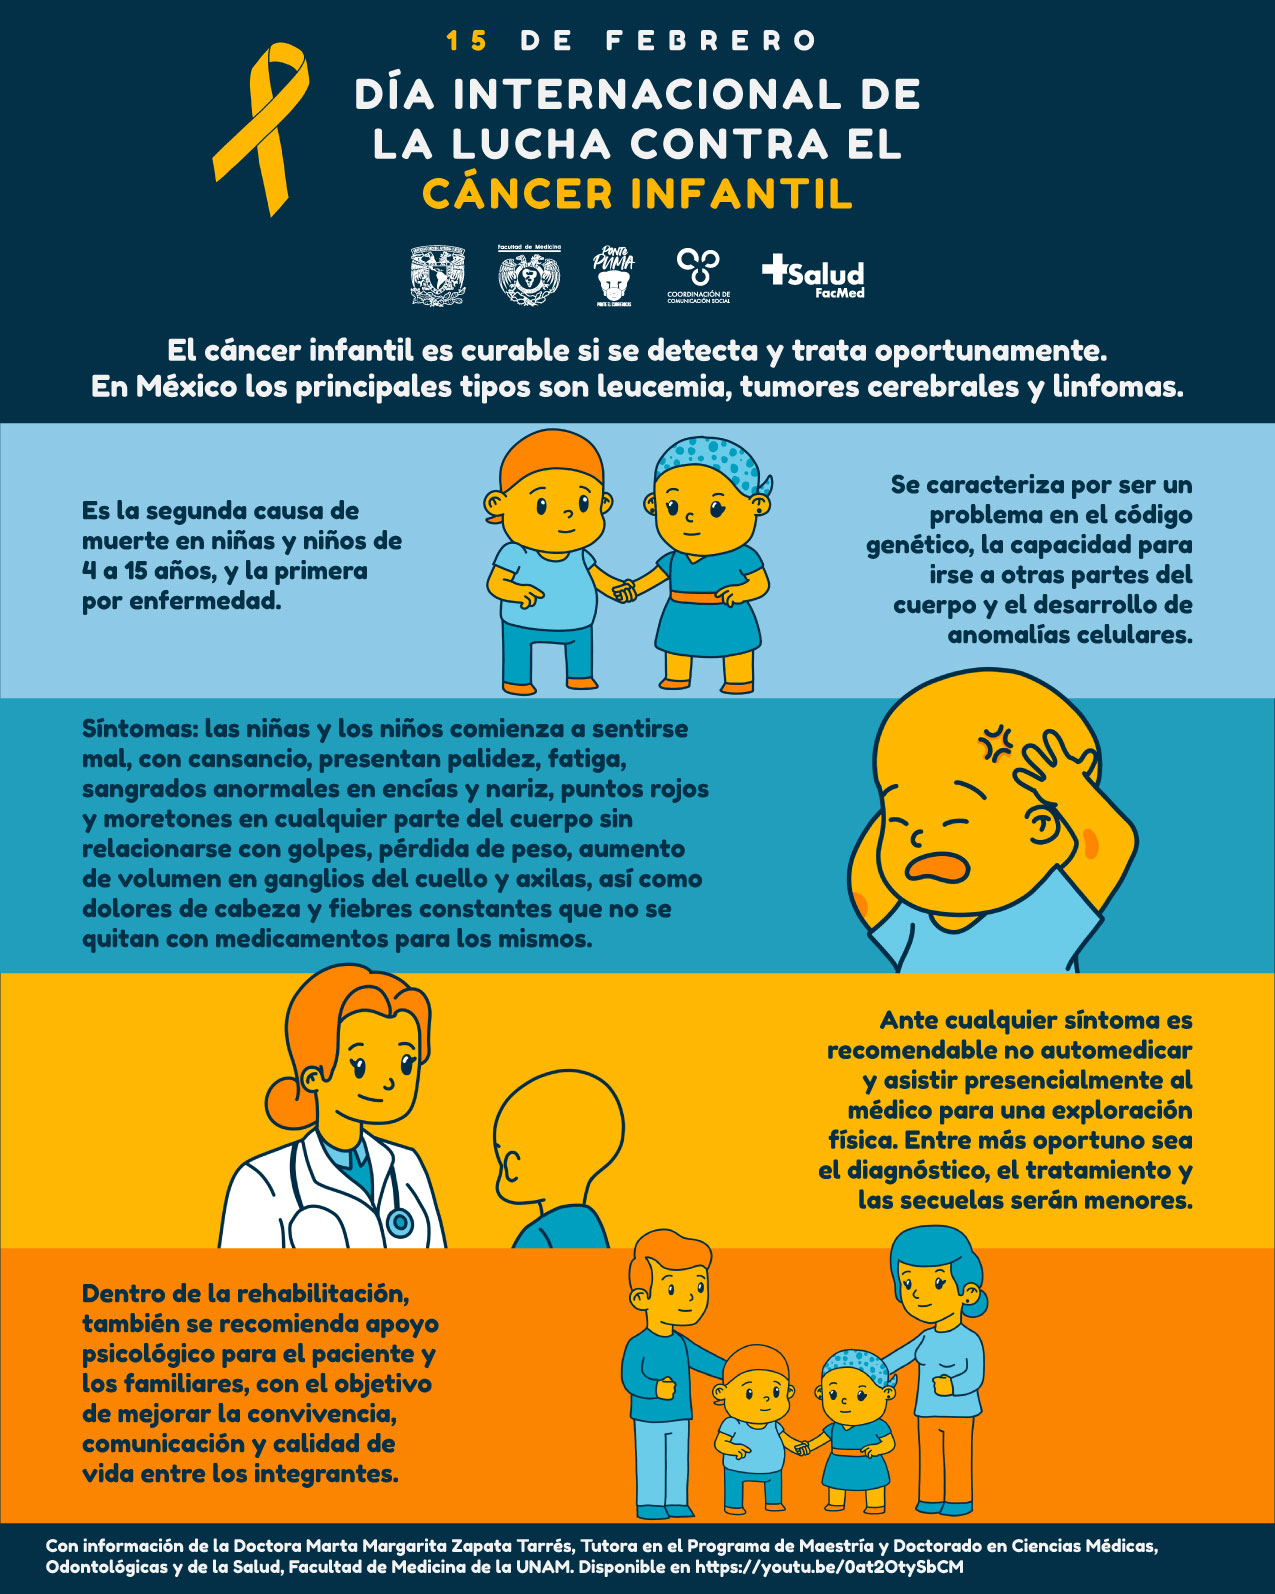 15 DE FEBRERO
DÍA INTERNACIONAL DE
LA LUCHA CONTRA EL
CÁNCER INFANTIL
Facultad de Medicina
PONTE
PUMA
PONTE EL CUBREBOCAS
COORDINACIÓN DE
COMUNICACIÓN SOCIAL
+Salud
FacMed
El cáncer infantil es curable si se detecta y trata oportunamente.
En México los principales tipos son leucemia, tumores cerebrales y linfomas.
Es la segunda causa de
muerte en niñas y niños de
4 a 15 años, y la primera
por enfermedad.
Se caracteriza por ser un
problema en el código
genético, la capacidad para
irse a otras partes del
cuerpo y el desarrollo de
anomalías celulares.
Síntomas: las niñas y los niños comienza a sentirse
mal, con cansancio, presentan palidez, fatiga,
sangrados anormales en encías y nariz, puntos rojos
y moretones en cualquier parte del cuerpo sin
relacionarse con golpes, pérdida de peso, aumento
de volumen en ganglios del cuello y axilas, así como
dolores de cabeza y fiebres constantes que no se
quitan con medicamentos para los mismos.
Ante cualquier síntoma es
recomendable no automedicar
y asistir presencialmente al
médico para una exploración
física. Entre más oportuno sea
el diagnóstico, el tratamiento y
las secuelas serán menores.
Dentro de la rehabilitación,
también se recomienda apoyo
psicológico para el paciente y
los familiares, con el objetivo
de mejorar la convivencia,
comunicación y calidad de
vida entre los integrantes.
Con información de la Doctora Marta Margarita Zapata Tarrés, Tutora en el Programa de Maestría y Doctorado en Ciencias Médicas,
Odontológicas y de la Salud, Facultad de Medicina de la UNAM. Disponible en https://youtu.be/0at2OtySbCM